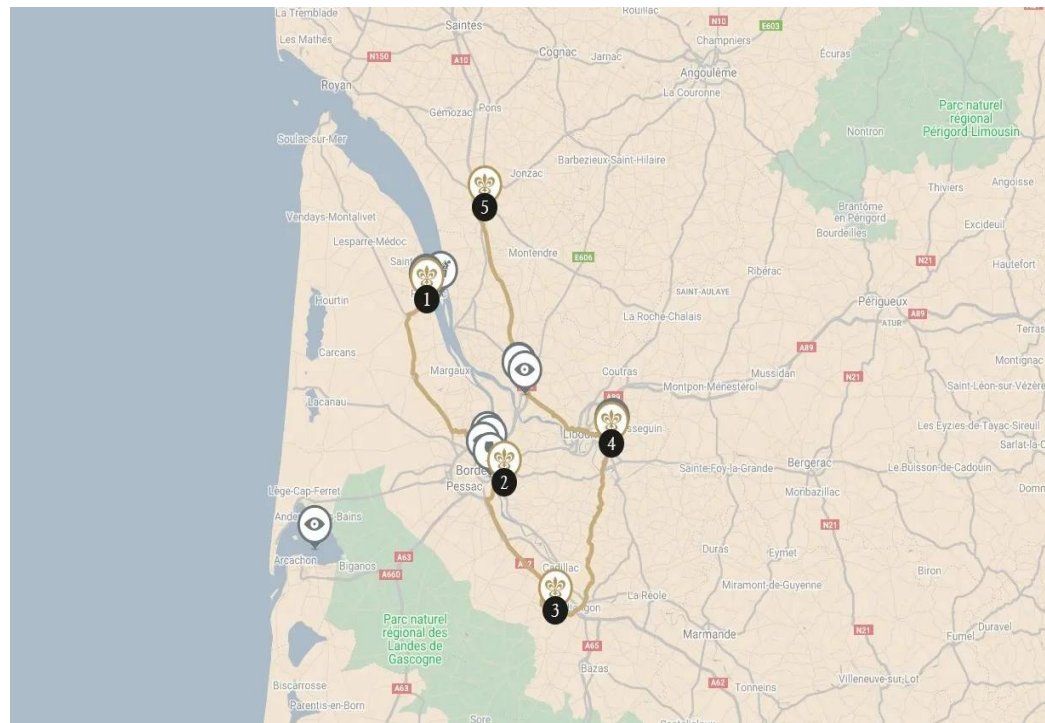 La Tremblade
Rouillac
N10
E603
Saintes
Les Mathes
Cognac
Jarnac
Champniers
Écuras
N150
A10
Angoulême
Royan
La Couronne
Gémozac
Pons
Parc naturel
régional
Périgord-Limousin
Nontron
Soulac-sur-Mer
Barbezieux-Saint-Hilaire
Jonzac
Thiviers
Angoisse
5
Brantôme
en Périgord
Bourdeilles
Excideuil
Vendays-Montalivet
Lesparre-Médoc
Montendre
E606
N21
Hautefort
Ribérac
1
SAINT-AULAYE
Périgueux
Hourtin
La Roche-Chalais
A89
ATUR
Terras
Carcans
A89
Montignac
Margaux
Coutras
Mussidan
N21
Montpon-Ménestérol
Saint-Léon-sur-Vézère
Lacanau
A89
Les Eyzies-de-Tayac-Sireuil
4
Sarlat-la-C
Bergerac
Sainte-Foy-la-Grande
Le Buisson-de-Cadouin
2
Pessac
Monbazillac
Domm
Lège-Cap-Ferret
N21
A63
Duras
Eymet
Arcachon
Biganos
A660
Cadillac
Biron
Miramont-de-Guyenne
La-Réole
3
Parc naturel
régional des
Landes de
Gascogne
Marmande
N21
Duravel
Fumel
A65
Bazas
Villeneuve-sur-Lot
Biscarrosse
A63
A62
Tonneins
Parentis-en-Born
Sore